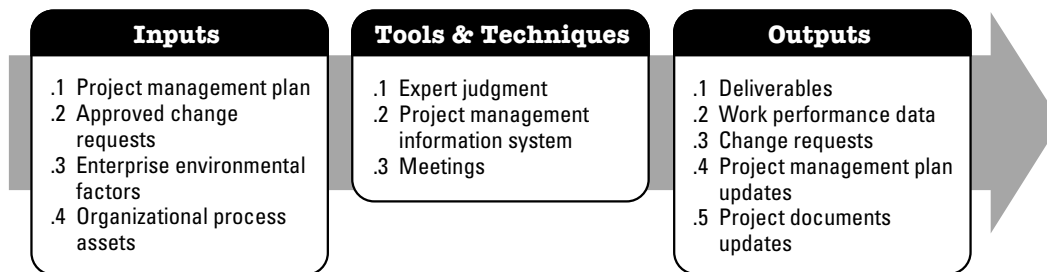 Inputs
.1 Project management plan
.2 Approved change
requests
.3 Enterprise environmental
factors
.4 Organizational process
assets
Tools & Techniques
.1 Expert judgment
.2 Project management
information system
.3 Meetings
Outputs
.1 Deliverables
.2 Work performance data
.3 Change requests
.4 Project management plan
updates
.5 Project documents
updates